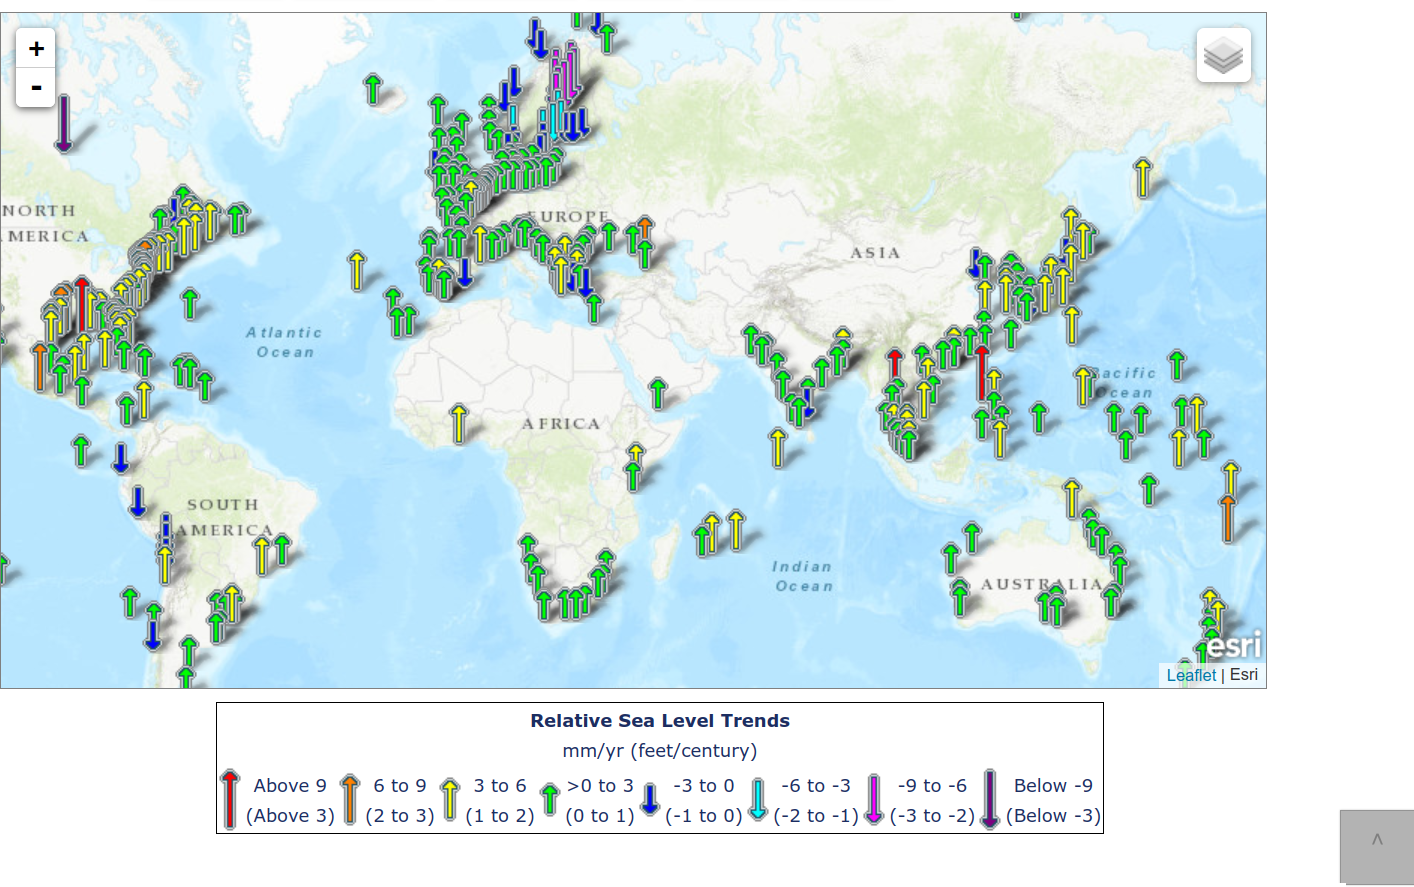 +
-
NORTH
MERICA
EUROPE
ASIA
Atlantic
Ocean
Pacific
Ocean
AFRICA
SOUTH
AMERICA
Indian
Ocean
AUSTRALIA
esri
Leaflet | Esri
Relative Sea Level Trends
mm/yr (feet/century)
Above 9 6 to 9 3 to 6 >0 to 3 -3 to 0 -6 to -3 -9 to -6 Below -9
(Above 3) (2 to 3) (1 to 2) (0 to 1) (-1 to 0) (-2 to -1) (-3 to -2) (Below -3)
^